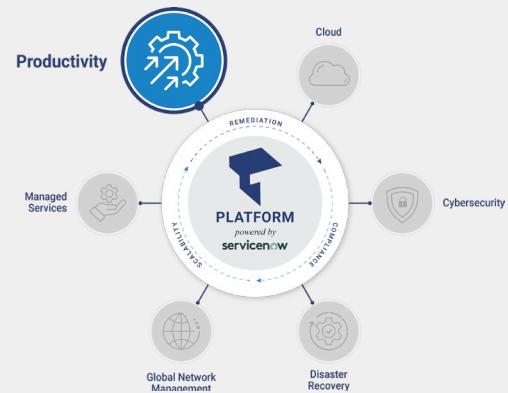 Productivity
Cloud
REMEDIATION
Managed
Services
PLATFORM
powered by
servicenow
Cybersecurity
SCALABILITY
COMPLIANCE
Global Network
Management
Disaster
Recovery